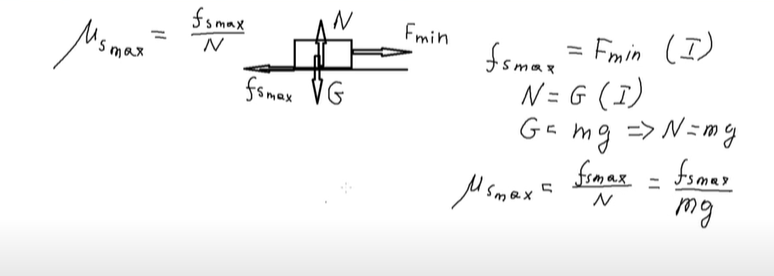 μsmax = fsmax/N
N
Fmin
fsmax
G
fsmax = Fmin (I)
N = G (I)
G = mg => N = mg
μsmax = fsmax/N = fsmax/mg